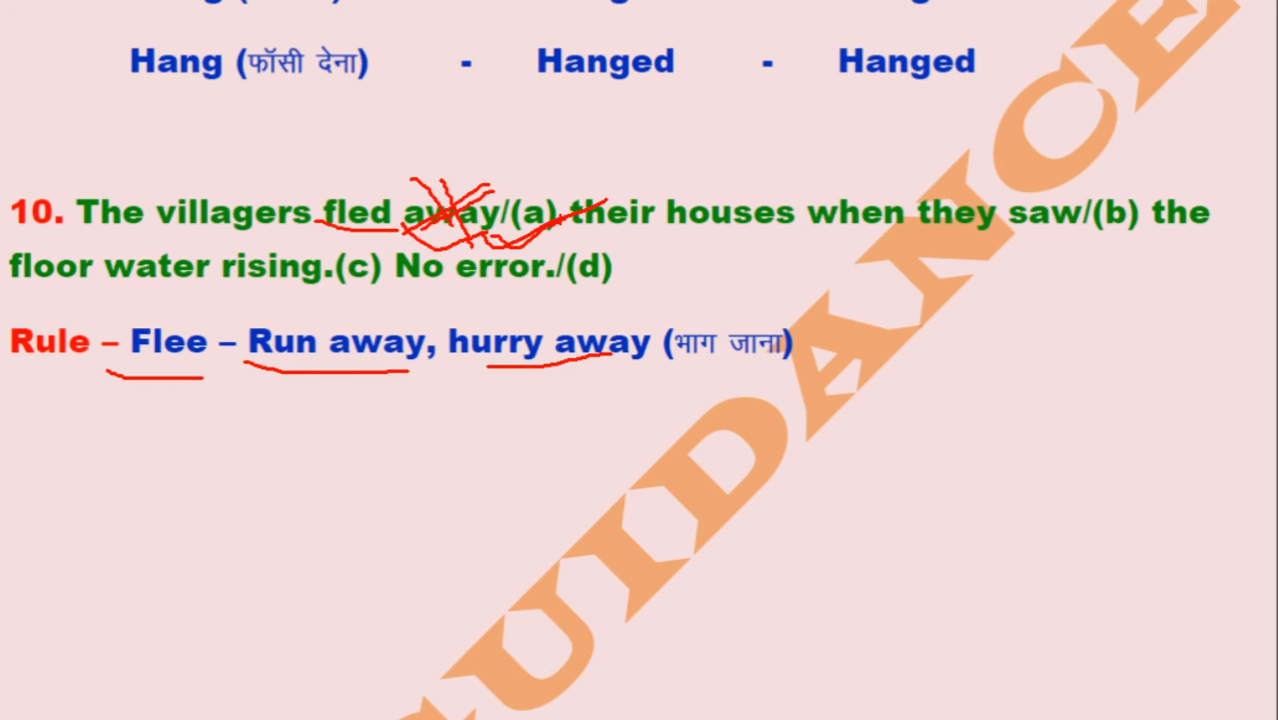 Hang (फॉसी देना) - Hanged - Hanged
10. The villagers fled away/(a) their houses when they saw/(b) the
floor water rising.(c) No error./(d)
Rule – Flee – Run away, hurry away (भाग जाना)
GUIDANCE